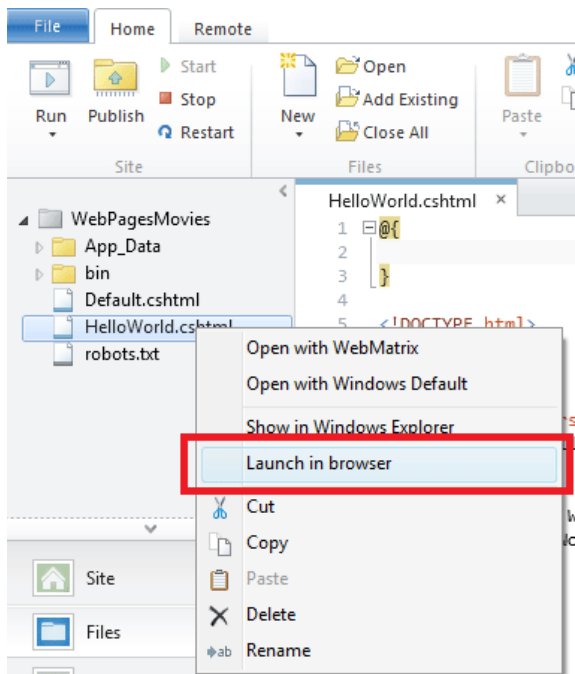 File Home Remote
Start
Stop
Restart
Run Publish
Site
New
Open
Add Existing
Close All
Files
Paste
WebPagesMovies
App_Data
bin
Default.cshtml
HelloWorld.cshtml
robots.txt
HelloWorld.cshtml ×
1 @{
2
3 }
4
5 <!DOCTYPE html>
Open with WebMatrix
Open with Windows Default
Show in Windows Explorer
Launch in browser
Cut
Copy
Paste
Delete
ab Rename
Site
Files